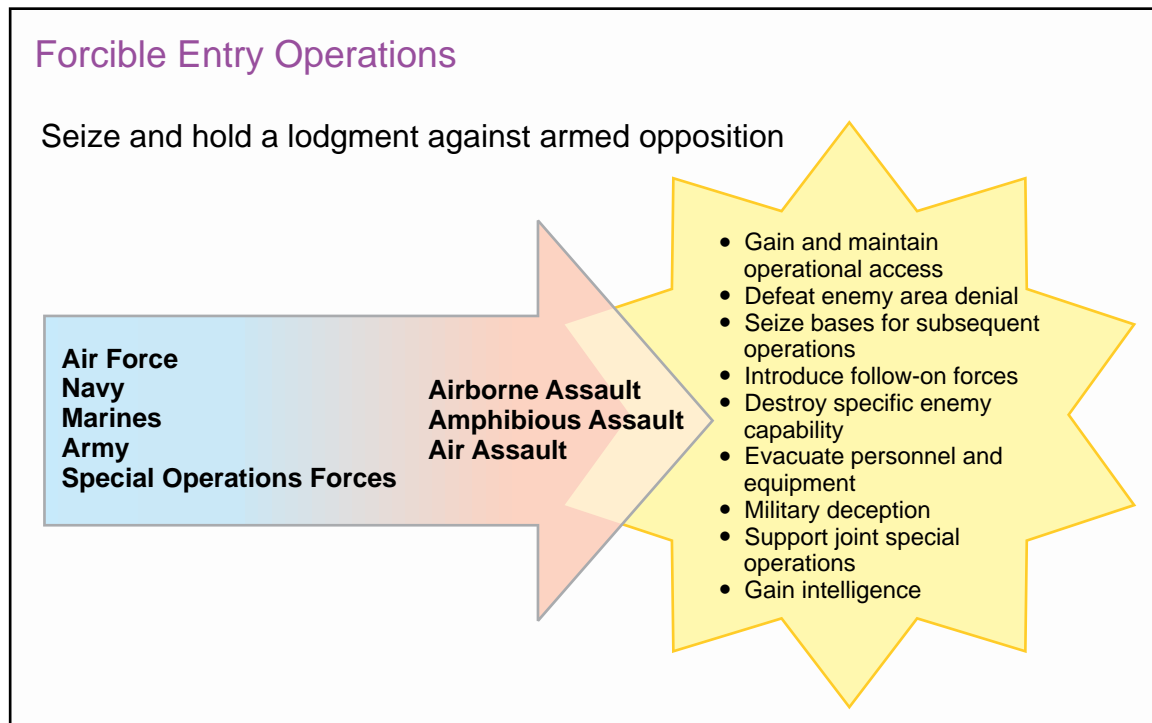 Forcible Entry Operations
Seize and hold a lodgment against armed opposition
Air Force
Navy
Marines
Army
Special Operations Forces
Airborne Assault
Amphibious Assault
Air Assault
• Gain and maintain
operational access
• Defeat enemy area denial
• Seize bases for subsequent
operations
• Introduce follow-on forces
• Destroy specific enemy
capability
• Evacuate personnel and
equipment
• Military deception
• Support joint special
operations
• Gain intelligence